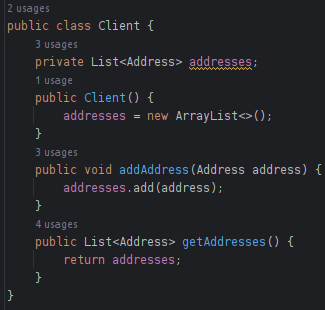 2 usages
public class Client {
3 usages
private List<Address> addresses;
1 usage
public Client() {
addresses = new ArrayList<>();
}
3 usages
public void addAddress(Address address) {
addresses.add(address);
}
4 usages
public List<Address> getAddresses() {
return addresses;
}
}